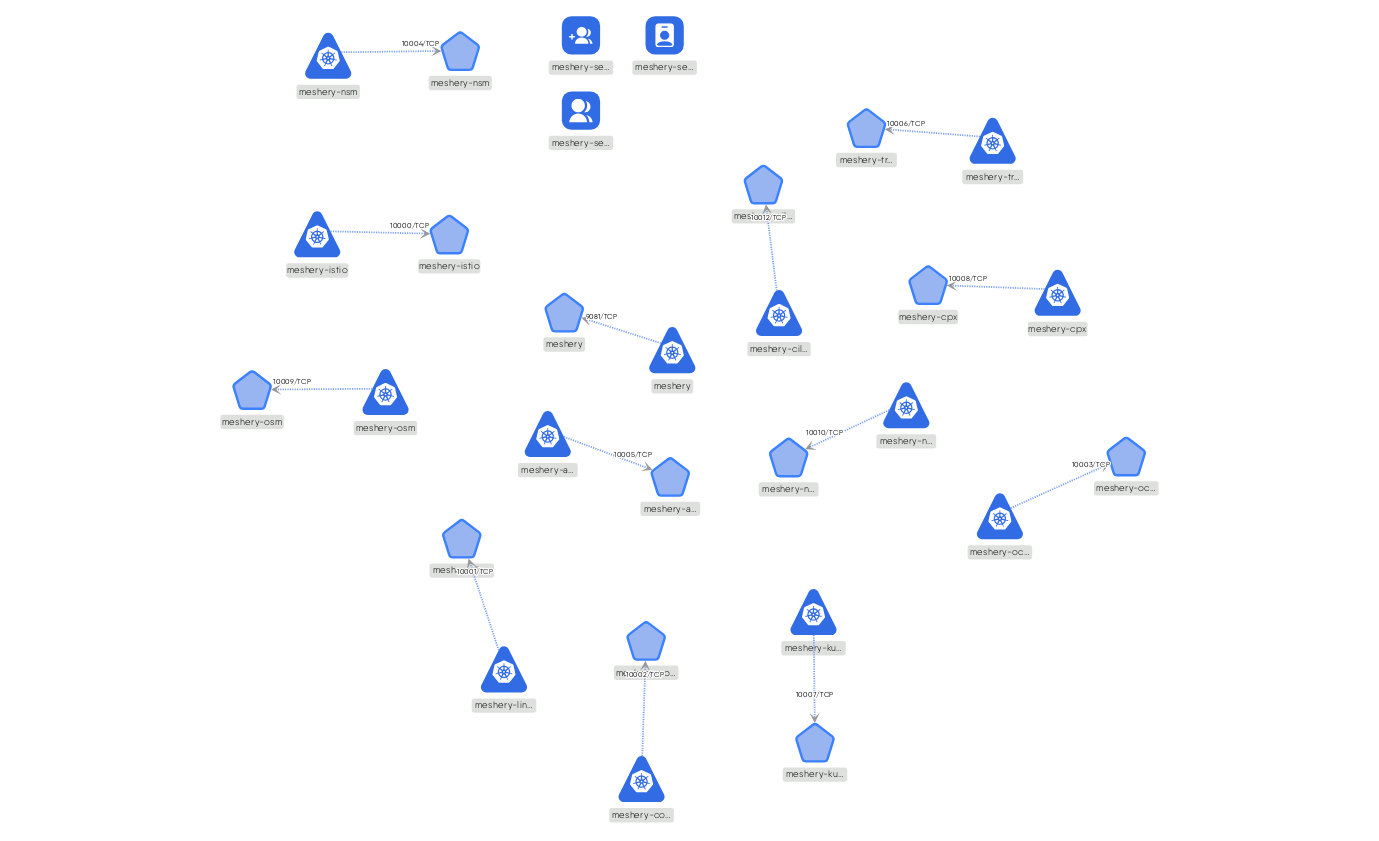 10004/TCP
meshery-nsm
meshery-nsm
meshery-se...
meshery-se...
meshery-se...
10006/TCP
meshery-tr...
meshery-tr...
10012/TCP
10000/TCP
meshery-istio
meshery-istio
10008/TCP
meshery-cpx
meshery-cpx
9081/TCP
meshery
meshery
meshery-cil...
10009/TCP
meshery-osm
meshery-osm
10005/TCP
meshery-a...
meshery-a...
10010/TCP
meshery-n...
meshery-n...
10003/TCP
meshery-oc...
meshery-oc...
10001/TCP
meshery-lin...
10002/TCP
meshery-co...
meshery-ku...
10007/TCP
meshery-ku...